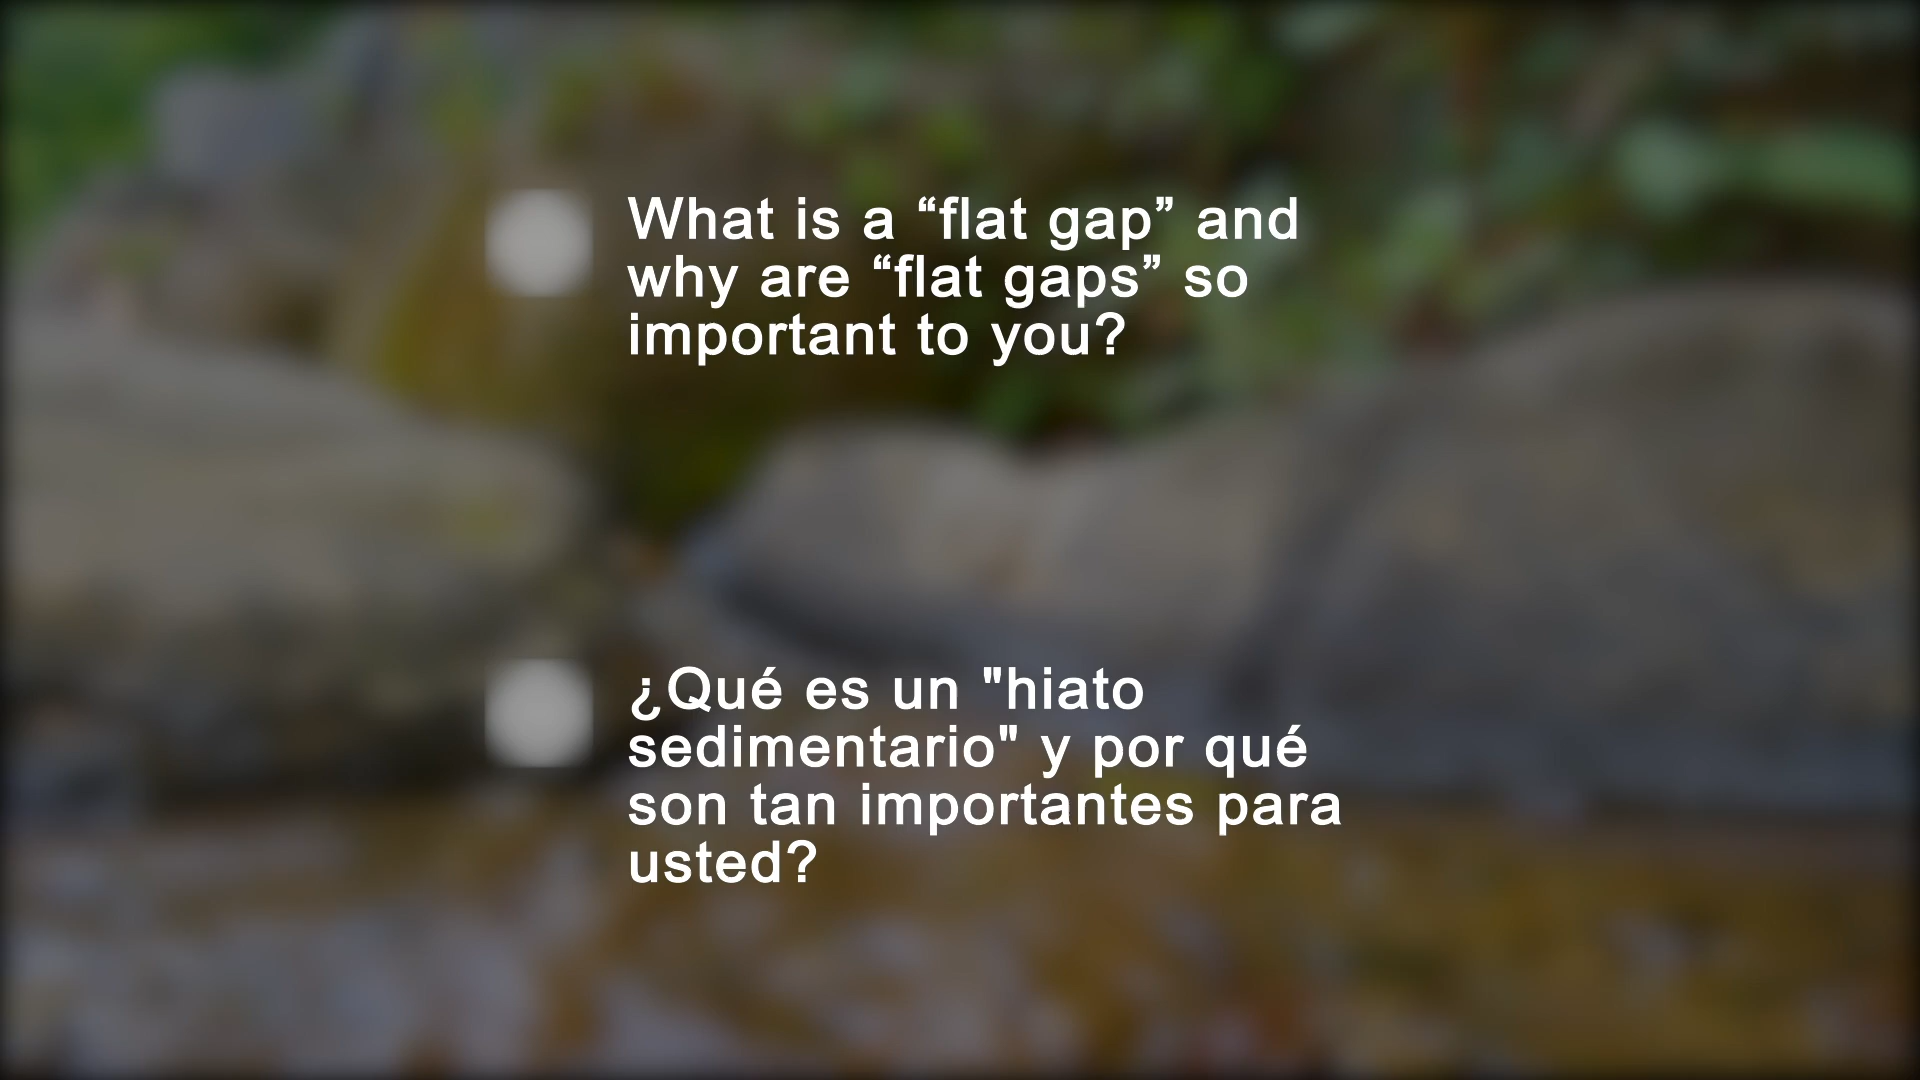 What is a “flat gap” and
why are “flat gaps” so
important to you?
¿Qué es un "hiato
sedimentario" y por qué
son tan importantes para
usted?